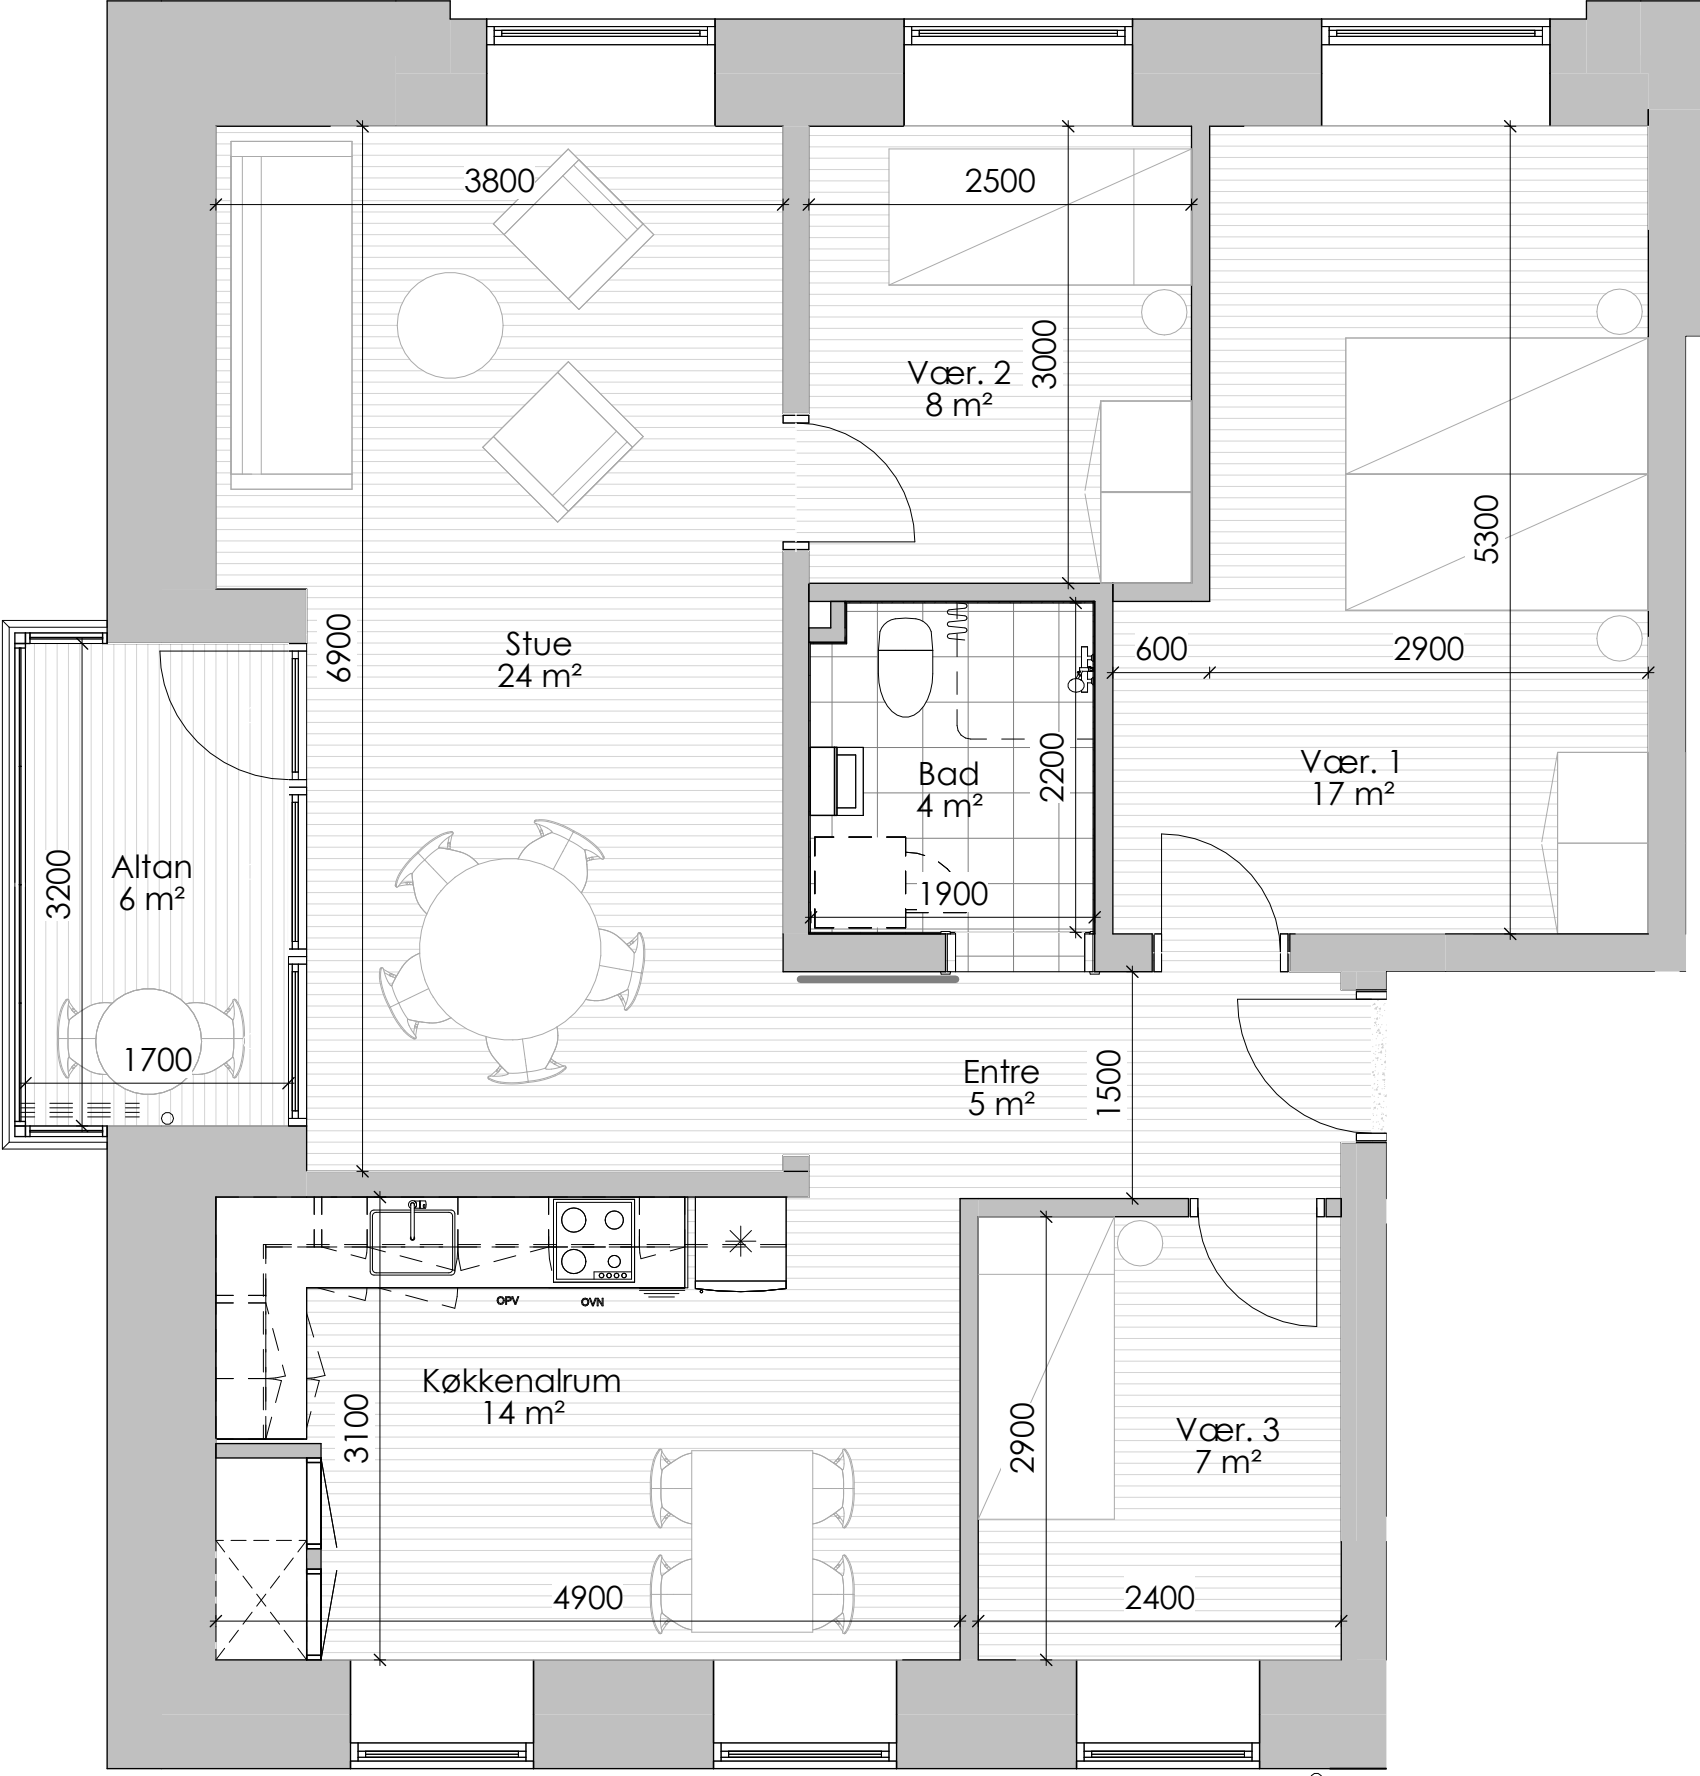 3800
2500
3000
Vær. 2
8 m²
5300
6900
Stue
24 m²
600
2900
2200
Bad
4 m²
Vær. 1
17 m²
3200
Altan
6 m²
1900
1700
Entre
5 m²
1500
OPV
OVN
Køkkenalrum
14 m²
3100
2900
Vær. 3
7 m²
4900
2400